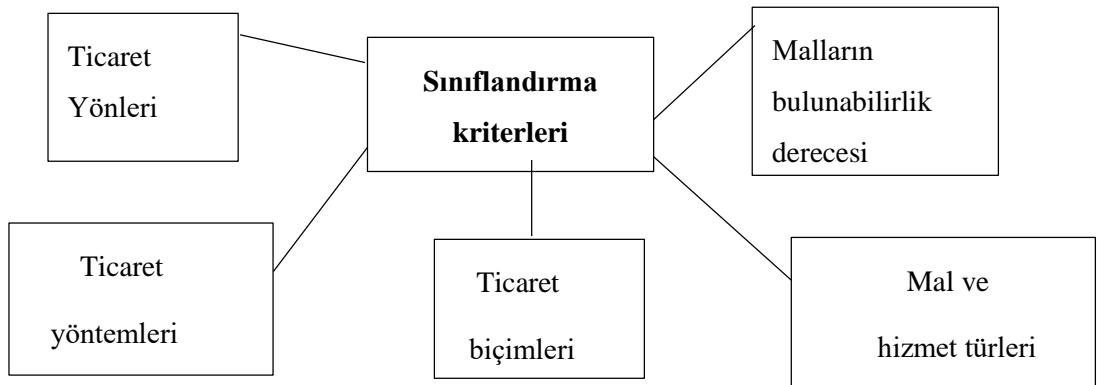 Ticaret
Yönleri
Sınıflandırma
kriterleri
Malların
bulunabilirlik
derecesi
Ticaret
yöntemleri
Ticaret
biçimleri
Mal ve
hizmet türleri